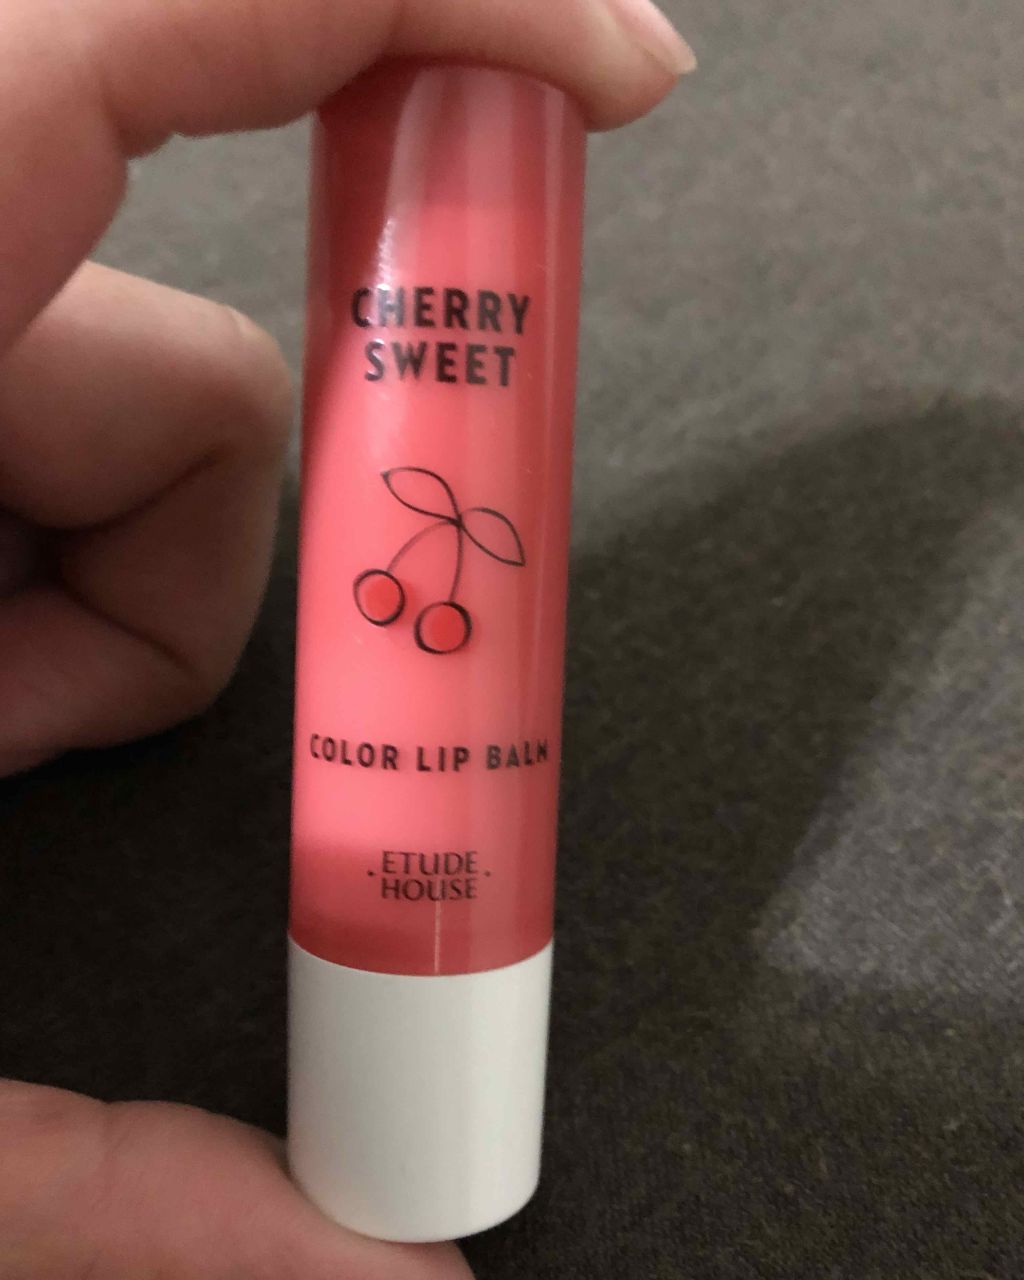 CHERRY
SWEET
COLOR LIP BALM
.ETUDE.
HOUSE